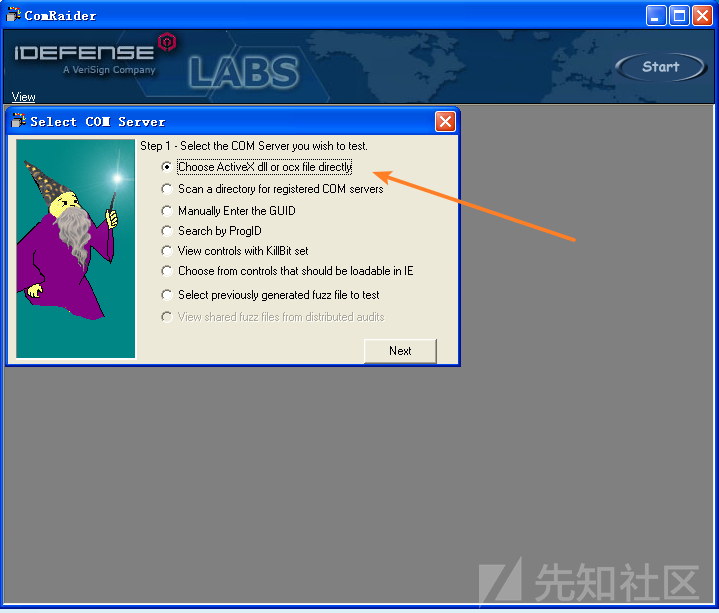 ComRaider
IDEFENSE
A VeriSign Company
LABS
Start
View
Select COM Server
Step 1 - Select the COM Server you wish to test.
Choose ActiveX dll or ocx file directly
Scan a directory for registered COM servers
Manually Enter the GUID
Search by ProgID
View controls with KillBit set
Choose from controls that should be loadable in IE
Select previously generated fuzz file to test
View shared fuzz files from distributed audits
Next
先知社区